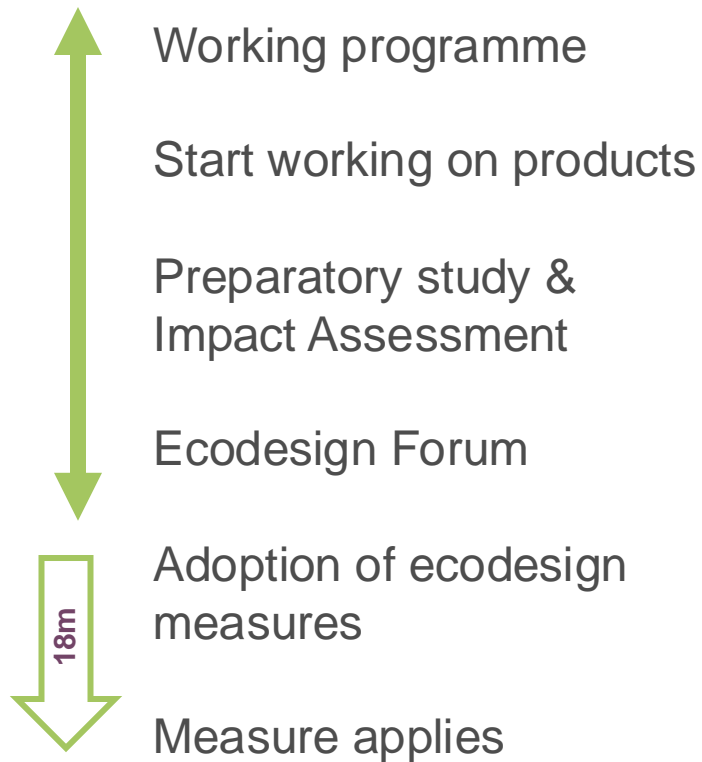 Working programme
Start working on products
Preparatory study &
Impact Assessment
Ecodesign Forum
Adoption of ecodesign
measures
18m
Measure applies